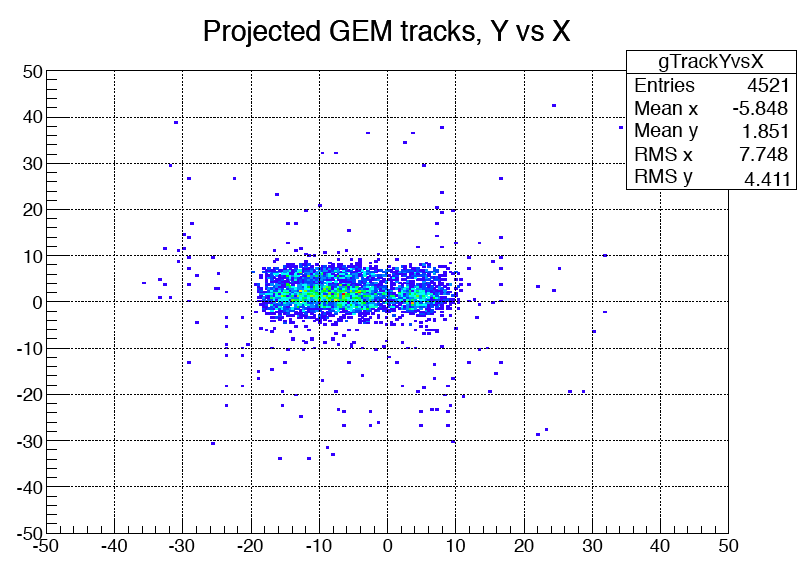 Projected GEM tracks, Y vs X
gTrackYvsX
Entries 4521
Mean x -5.848
Mean y 1.851
RMS x 7.748
RMS y 4.411
50
40
30
20
10
0
-10
-20
-30
-40
-50
-50 -40 -30 -20 -10 0 10 20 30 40 50